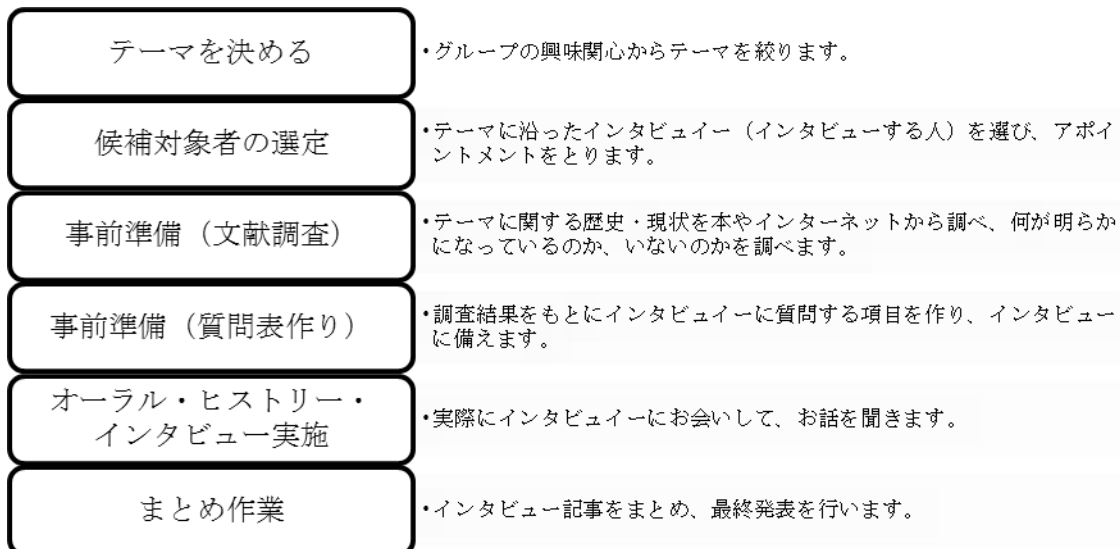 テーマを決める
・グループの興味関心からテーマを絞ります。
候補対象者の選定
・テーマに沿ったインタビュイー（インタビューする人）を選び、アポイ
ントメントをとります。
事前準備（文献調査）
・テーマに関する歴史・現状を本やインターネットから調べ、何が明らか
になっているのか、いないのかを調べます。
事前準備（質問表作り）
・調査結果をもとにインタビュイーに質問する項目を作り、インタビュー
に備えます。
オーラル・ヒストリー・
インタビュー実施
・実際にインタビュイーにお会いして、お話を聞きます。
まとめ作業
・インタビュー記事をまとめ、最終発表を行います。